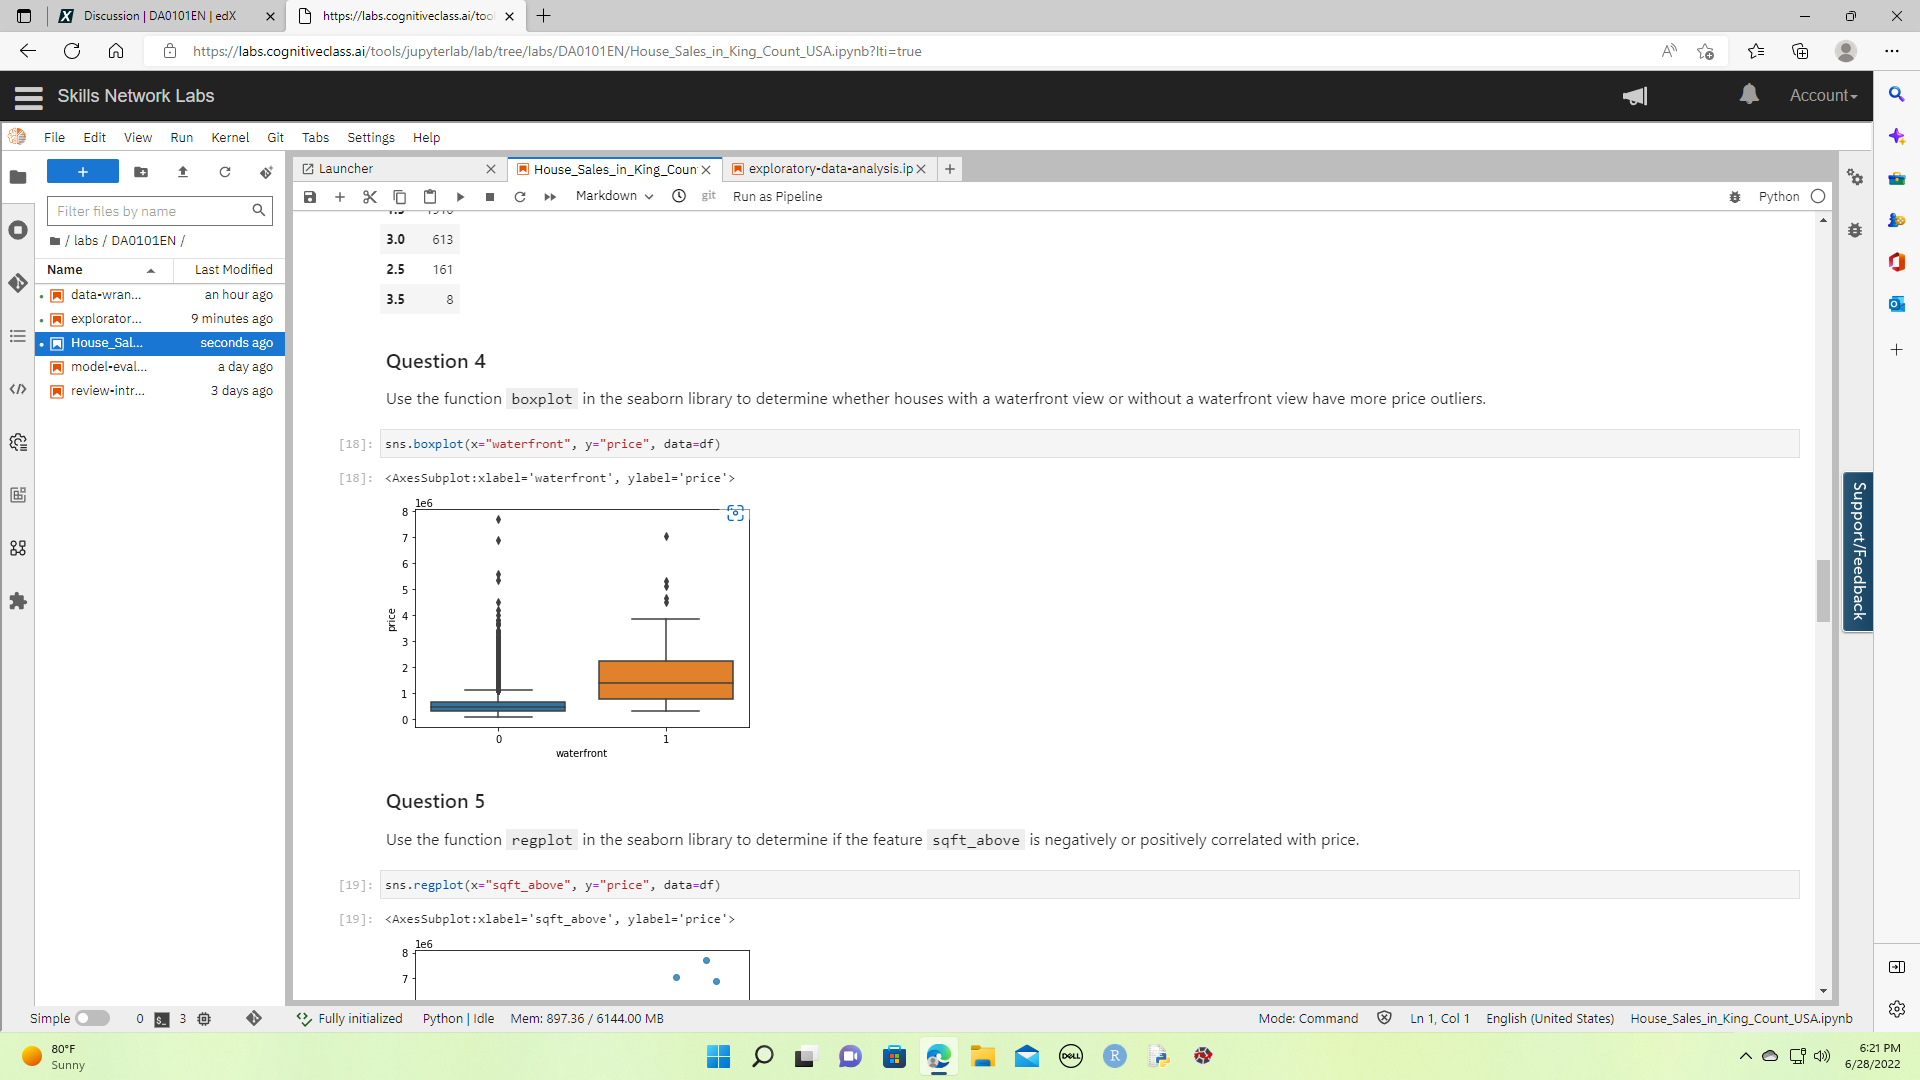 Discussion | DA0101EN | edX
https://labs.cognitiveclass.ai/too
https://labs.cognitiveclass.ai/tools/jupyterlab/lab/tree/labs/DA0101EN/House_Sales_in_King_Count_USA.ipynb?lti=true
Skills Network Labs
Account
File Edit View Run Kernel Git Tabs Settings Help
Launcher
House_Sales_in_King_Coun
exploratory-data-analysis.ip
Markdown
git
Run as Pipeline
Python
Filter files by name
/ labs / DA0101EN /
Name Last Modified
data-wran... an hour ago
explorator... 9 minutes ago
House_Sal... seconds ago
model-eval... a day ago
review-intr... 3 days ago
3.0 613
2.5 161
3.5 8
Question 4
Use the function boxplot in the seaborn library to determine whether houses with a waterfront view or without a waterfront view have more price outliers.
[18]: sns.boxplot(x="waterfront", y="price", data=df)
[18]: <AxesSubplot:xlabel='waterfront', ylabel='price'>
1e6
8
7
6
5
4
3
2
1
0
price
0 1
waterfront
Question 5
Use the function regplot in the seaborn library to determine if the feature sqft_above is negatively or positively correlated with price.
[19]: sns.regplot(x="sqft_above", y="price", data=df)
[19]: <AxesSubplot:xlabel='sqft_above', ylabel='price'>
1e6
8
7
Support/Feedback
Simple 0 3 Fully initialized Python | Idle Mem: 897.36 / 6144.00 MB Mode: Command Ln 1, Col 1 English (United States) House_Sales_in_King_Count_USA.ipynb
80°F
Sunny
DELL
R
6:21 PM
6/28/2022